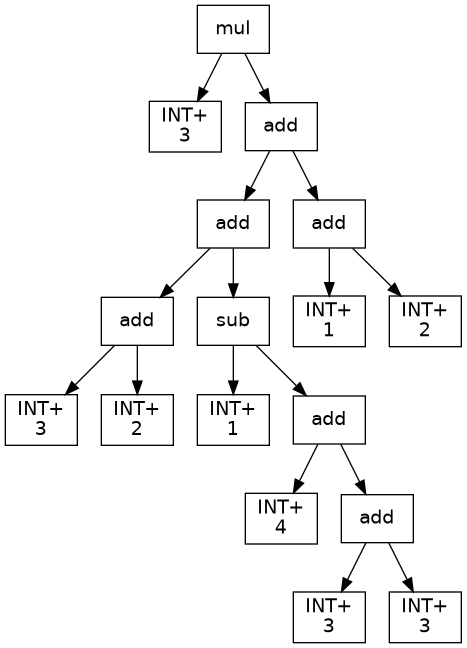 mul
INT+
3
add
add
add
add
sub
INT+
1
INT+
2
INT+
3
INT+
2
INT+
1
add
INT+
4
add
INT+
3
INT+
3